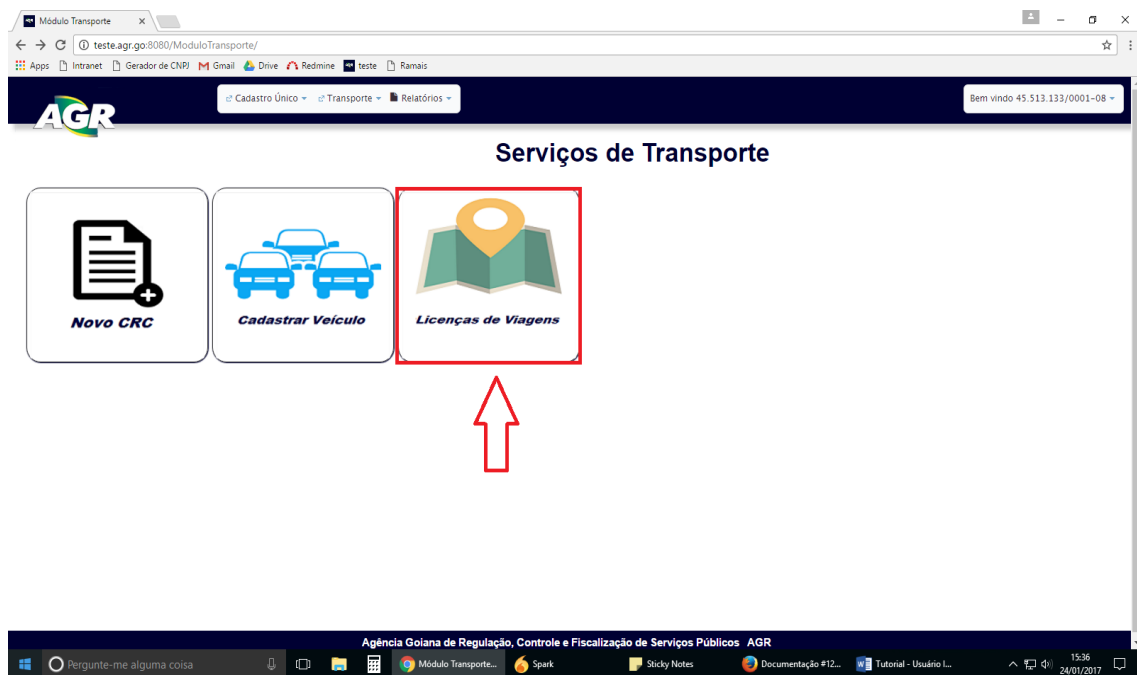 Módulo Transporte
teste.agr.go:8080/ModuloTransporte/
Apps Intranet Gerador de CNPJ Gmail Drive Redmine teste Ramais
AGR
Cadastro Único Transporte Relatórios
Bem vindo 45.513.133/0001-08
Serviços de Transporte
Novo CRC
Cadastrar Veículo
Licenças de Viagens
Agência Goiana de Regulação, Controle e Fiscalização de Serviços Públicos AGR
Pergunte-me alguma coisa
Módulo Transporte...
Spark
Sticky Notes
Documentação #12...
Tutorial - Usuário I...
15:36
24/01/2017